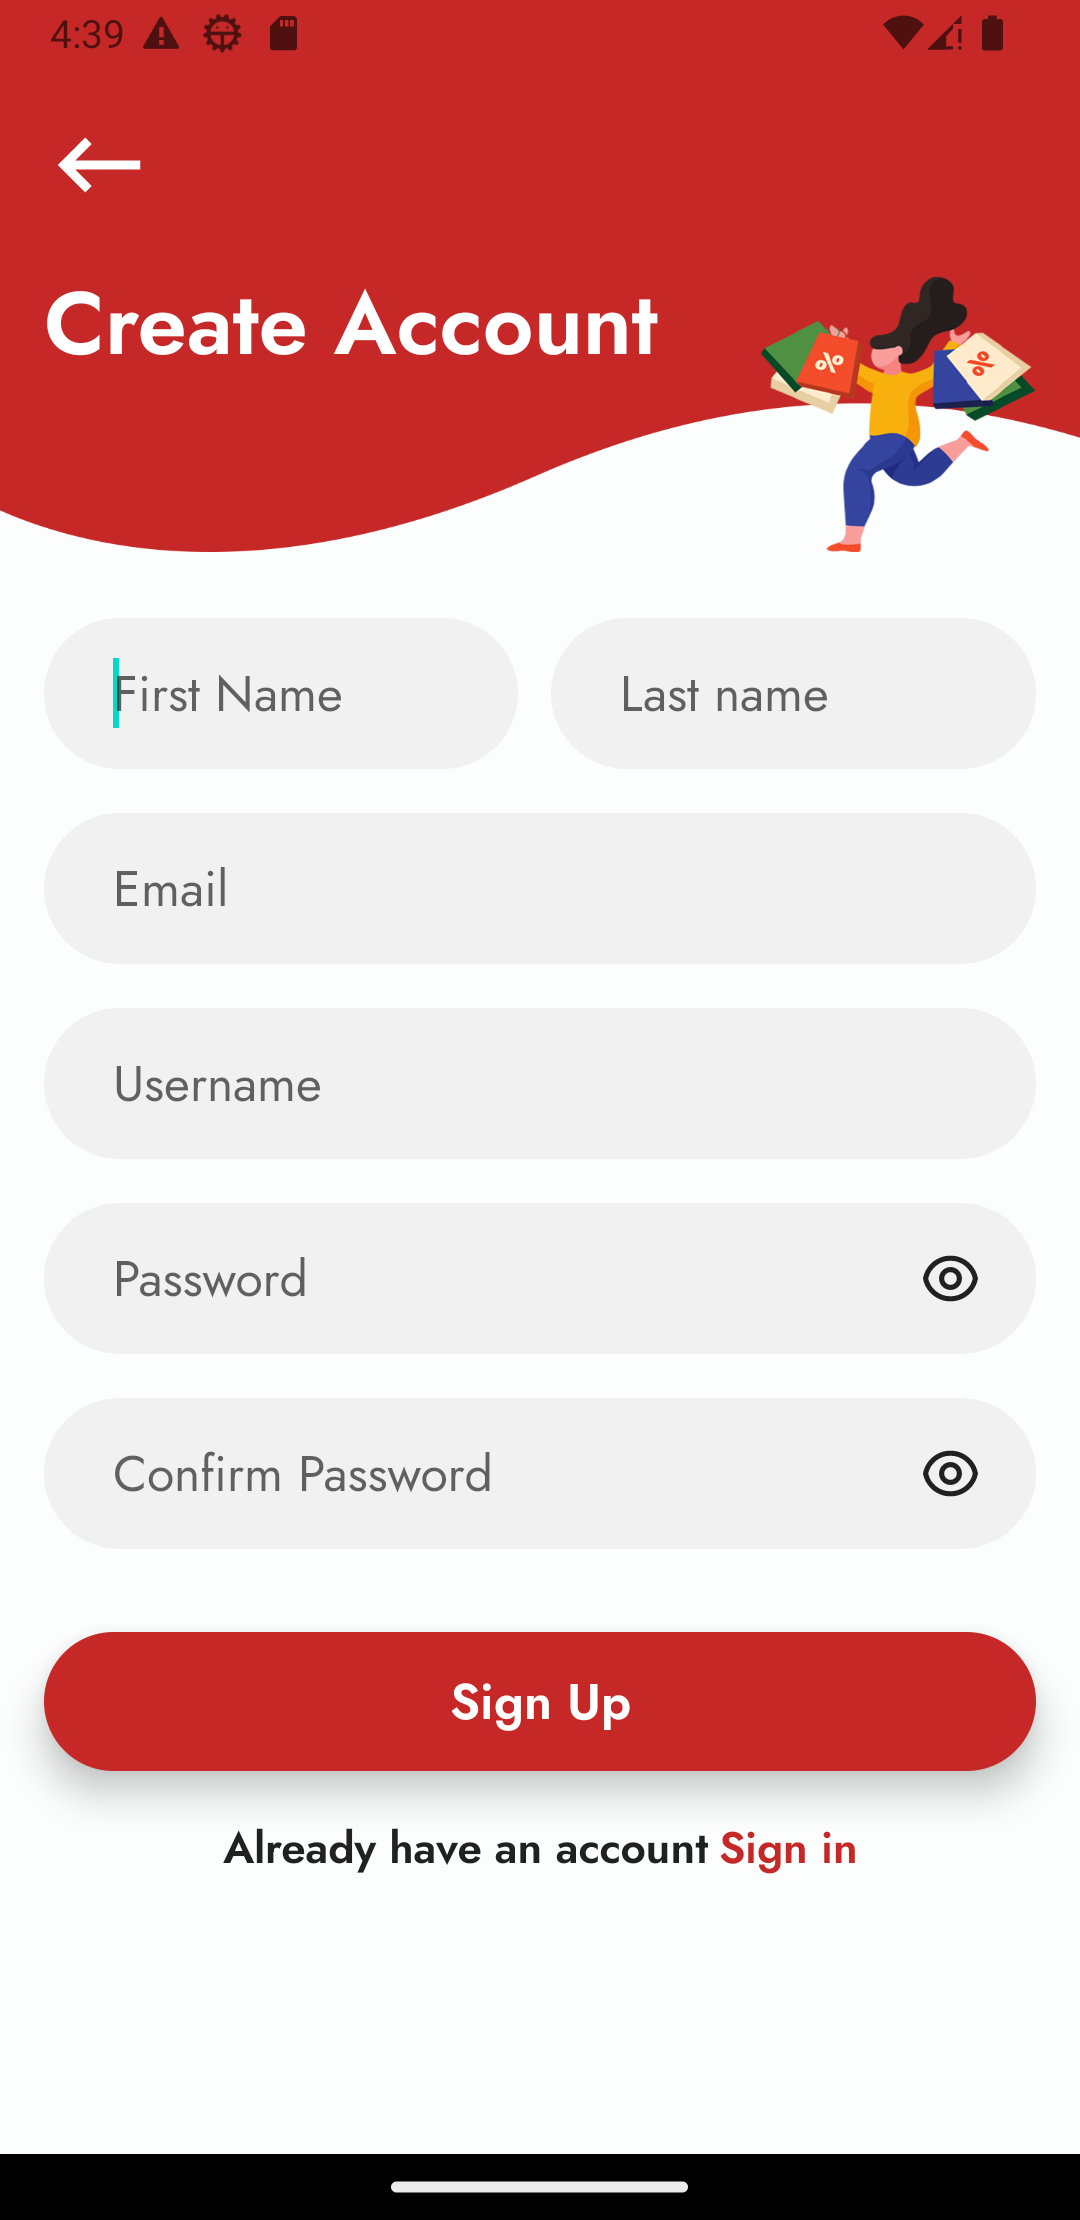 4:39
Create Account
%
%
First Name
Last name
Email
Username
Password
Confirm Password
Sign Up
Already have an account Sign in